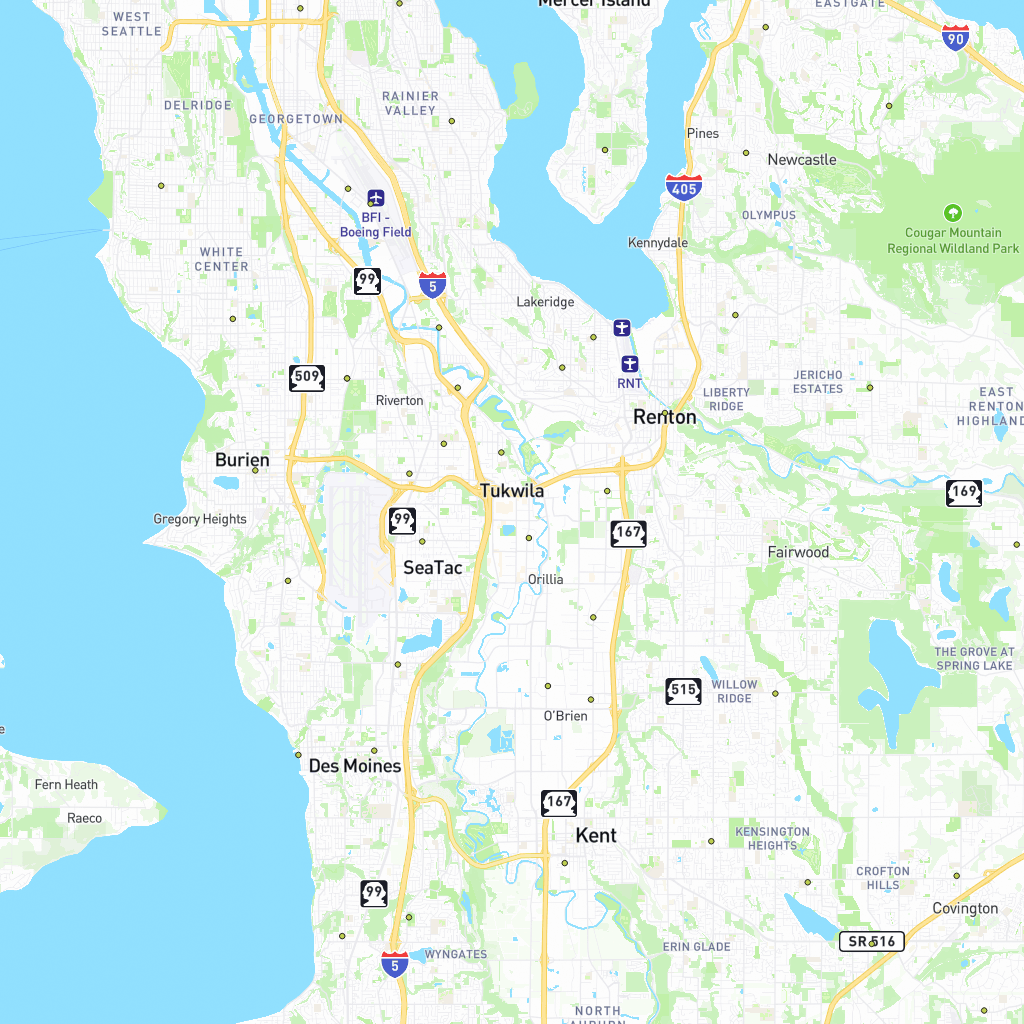 Mercer Island
EASTGATE
WEST
SEATTLE
90
RAINIER
VALLEY
DELRIDGE
GEORGETOWN
Pines
Newcastle
405
BFI -
Boeing Field
OLYMPUS
Cougar Mountain
Regional Wildland Park
Kennydale
WHITE
CENTER
99
5
Lakeridge
509
RNT
JERICHO
ESTATES
LIBERTY
RIDGE
EAST
RENTON
HIGHLAND
Riverton
Renton
Burien
Tukwila
169
Gregory Heights
99
167
Fairwood
SeaTac
Orillia
THE GROVE AT
SPRING LAKE
515
WILLOW
RIDGE
O'Brien
e
Des Moines
Fern Heath
Raeco
167
Kent
KENSINGTON
HEIGHTS
CROFTON
HILLS
99
Covington
SR 516
ERIN GLADE
WYNGATES
5
NORTH
AUBURN